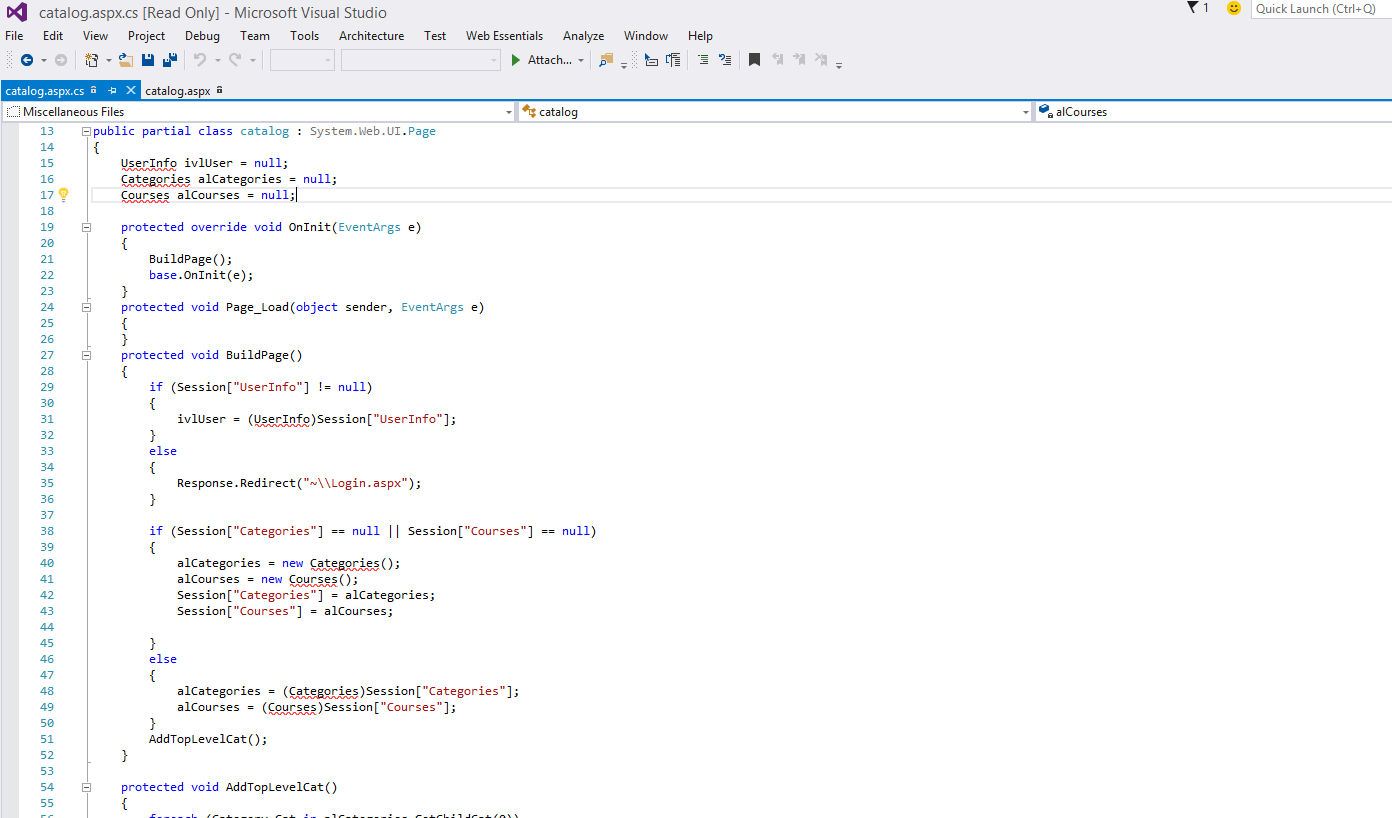 catalog.aspx.cs [Read Only] - Microsoft Visual Studio
1
Quick Launch (Ctrl+Q)
File Edit View Project Debug Team Tools Architecture Test Web Essentials Analyze Window Help
Attach...
catalog.aspx.cs catalog.aspx
Miscellaneous Files catalog alCourses
13 public partial class catalog : System.Web.UI.Page
14 {
15 UserInfo ivlUser = null;
16 Categories alCategories = null;
17 Courses alCourses = null;
18
19 protected override void OnInit(EventArgs e)
20 {
21 BuildPage();
22 base.OnInit(e);
23 }
24 protected void Page_Load(object sender, EventArgs e)
25 {
26 }
27 protected void BuildPage()
28 {
29 if (Session["UserInfo"] != null)
30 {
31 ivlUser = (UserInfo)Session["UserInfo"];
32 }
33 else
34 {
35 Response.Redirect("~\\Login.aspx");
36 }
37
38 if (Session["Categories"] == null || Session["Courses"] == null)
39 {
40 alCategories = new Categories();
41 alCourses = new Courses();
42 Session["Categories"] = alCategories;
43 Session["Courses"] = alCourses;
44
45 }
46 else
47 {
48 alCategories = (Categories)Session["Categories"];
49 alCourses = (Courses)Session["Courses"];
50 }
51 AddTopLevelCat();
52 }
53
54 protected void AddTopLevelCat()
55 {